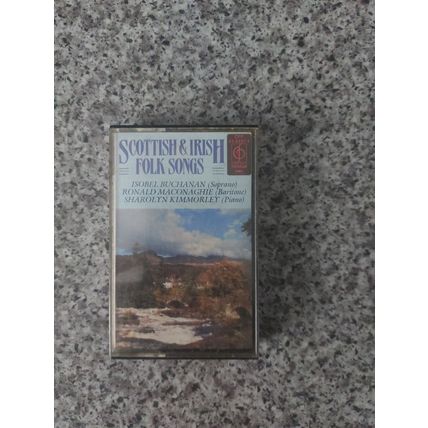 SCOTTISH & IRISH
FOLK SONGS
ISOBEL BUCHANAN (Soprano)
RONALD MACONAGHIE (Baritone)
SHAROLYN KIMMORLEY (Piano)